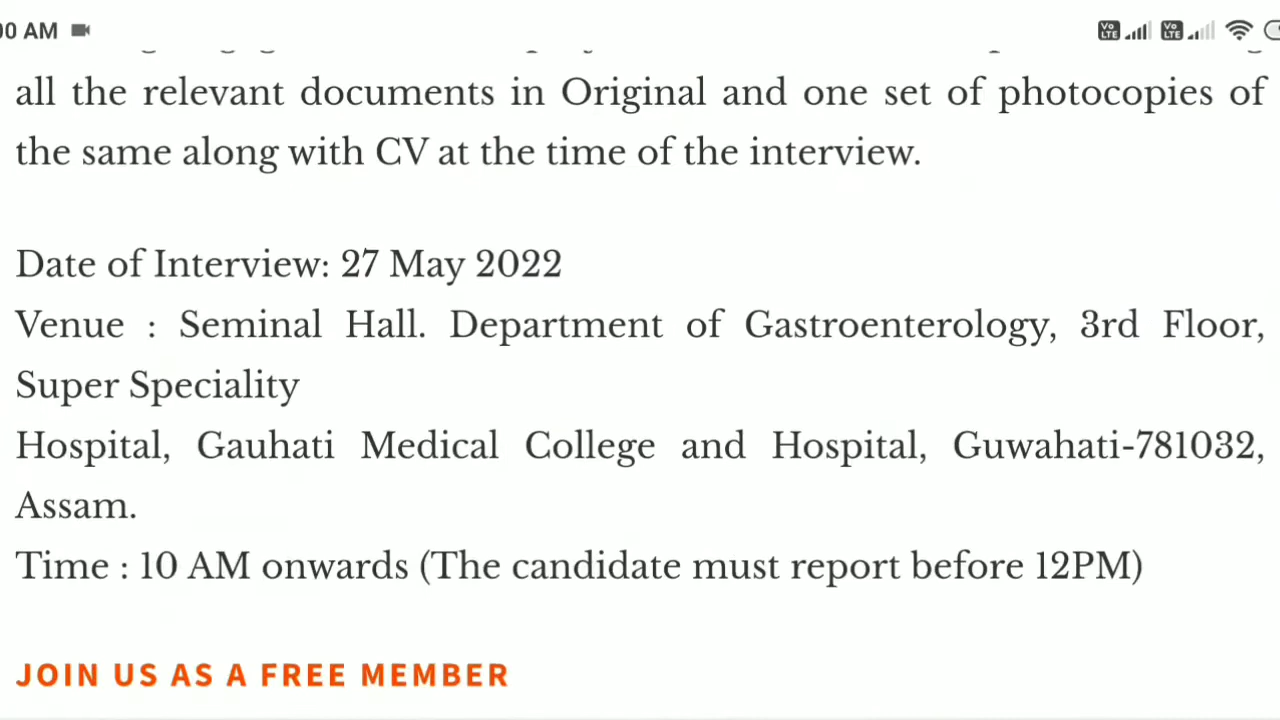 00 AM
all the relevant documents in Original and one set of photocopies of
the same along with CV at the time of the interview.
Date of Interview: 27 May 2022
Venue : Seminal Hall. Department of Gastroenterology, 3rd Floor,
Super Speciality
Hospital, Gauhati Medical College and Hospital, Guwahati-781032,
Assam.
Time : 10 AM onwards (The candidate must report before 12PM)
JOIN US AS A FREE MEMBER